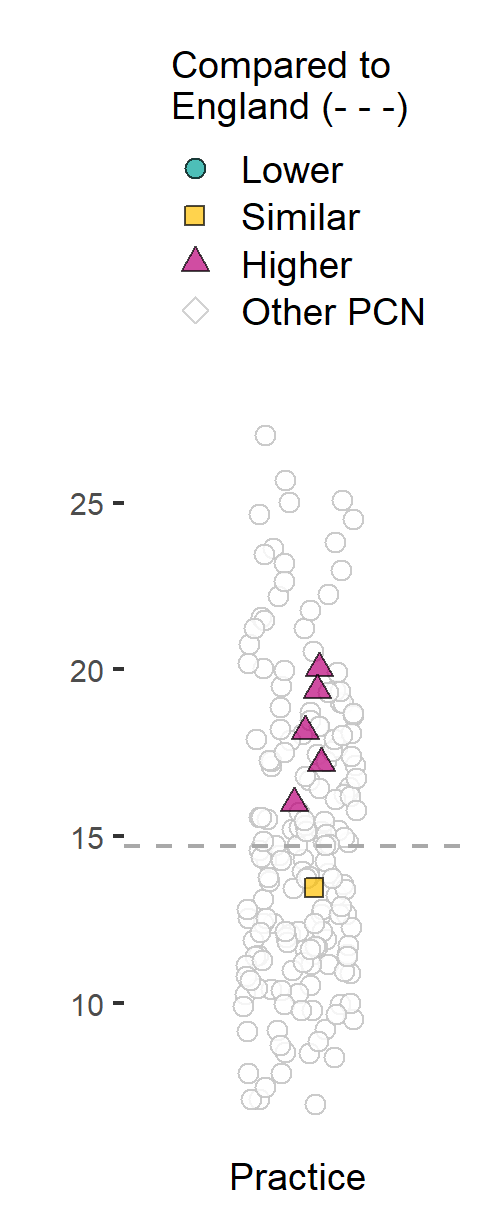 Compared to
England (- - -)
Lower
Similar
Higher
Other PCN
25
20
15
10
Practice